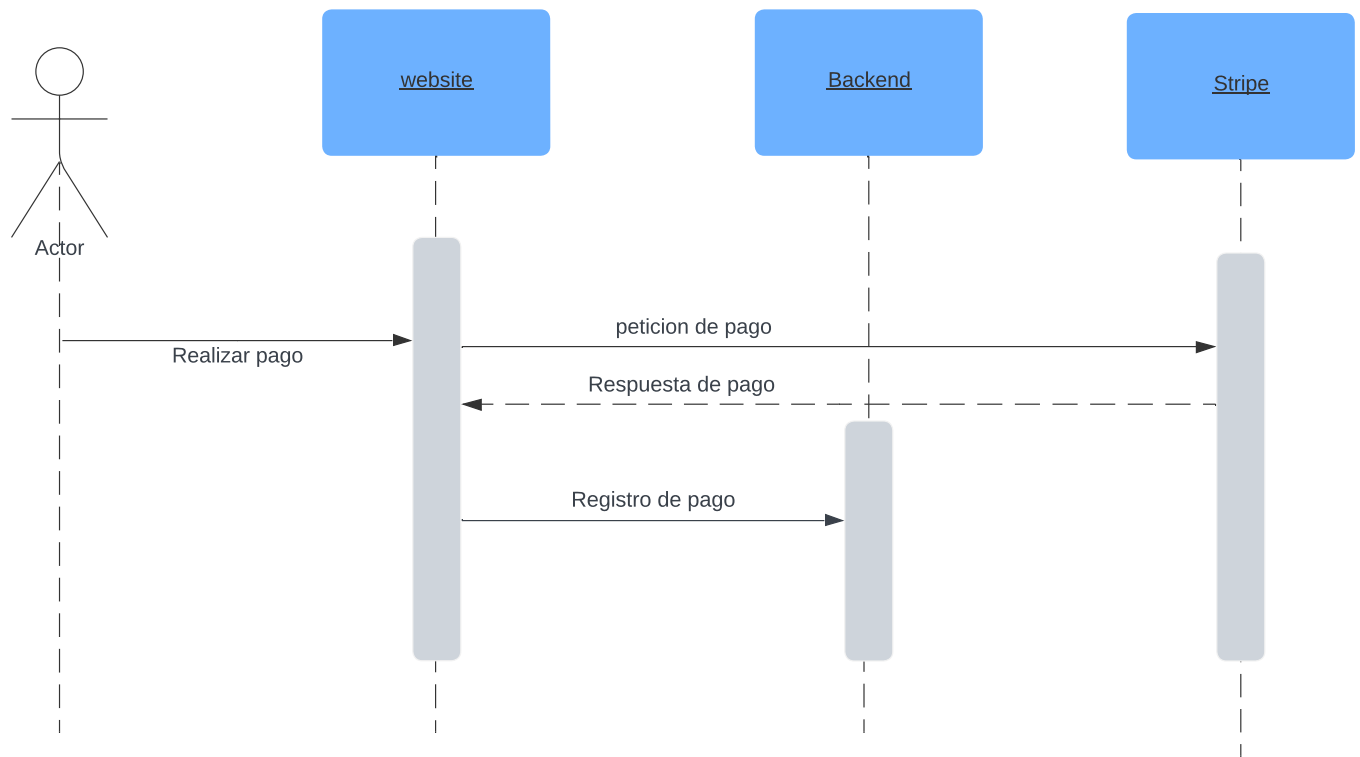 website
Backend
Stripe
Actor
peticion de pago
Realizar pago
Respuesta de pago
Registro de pago